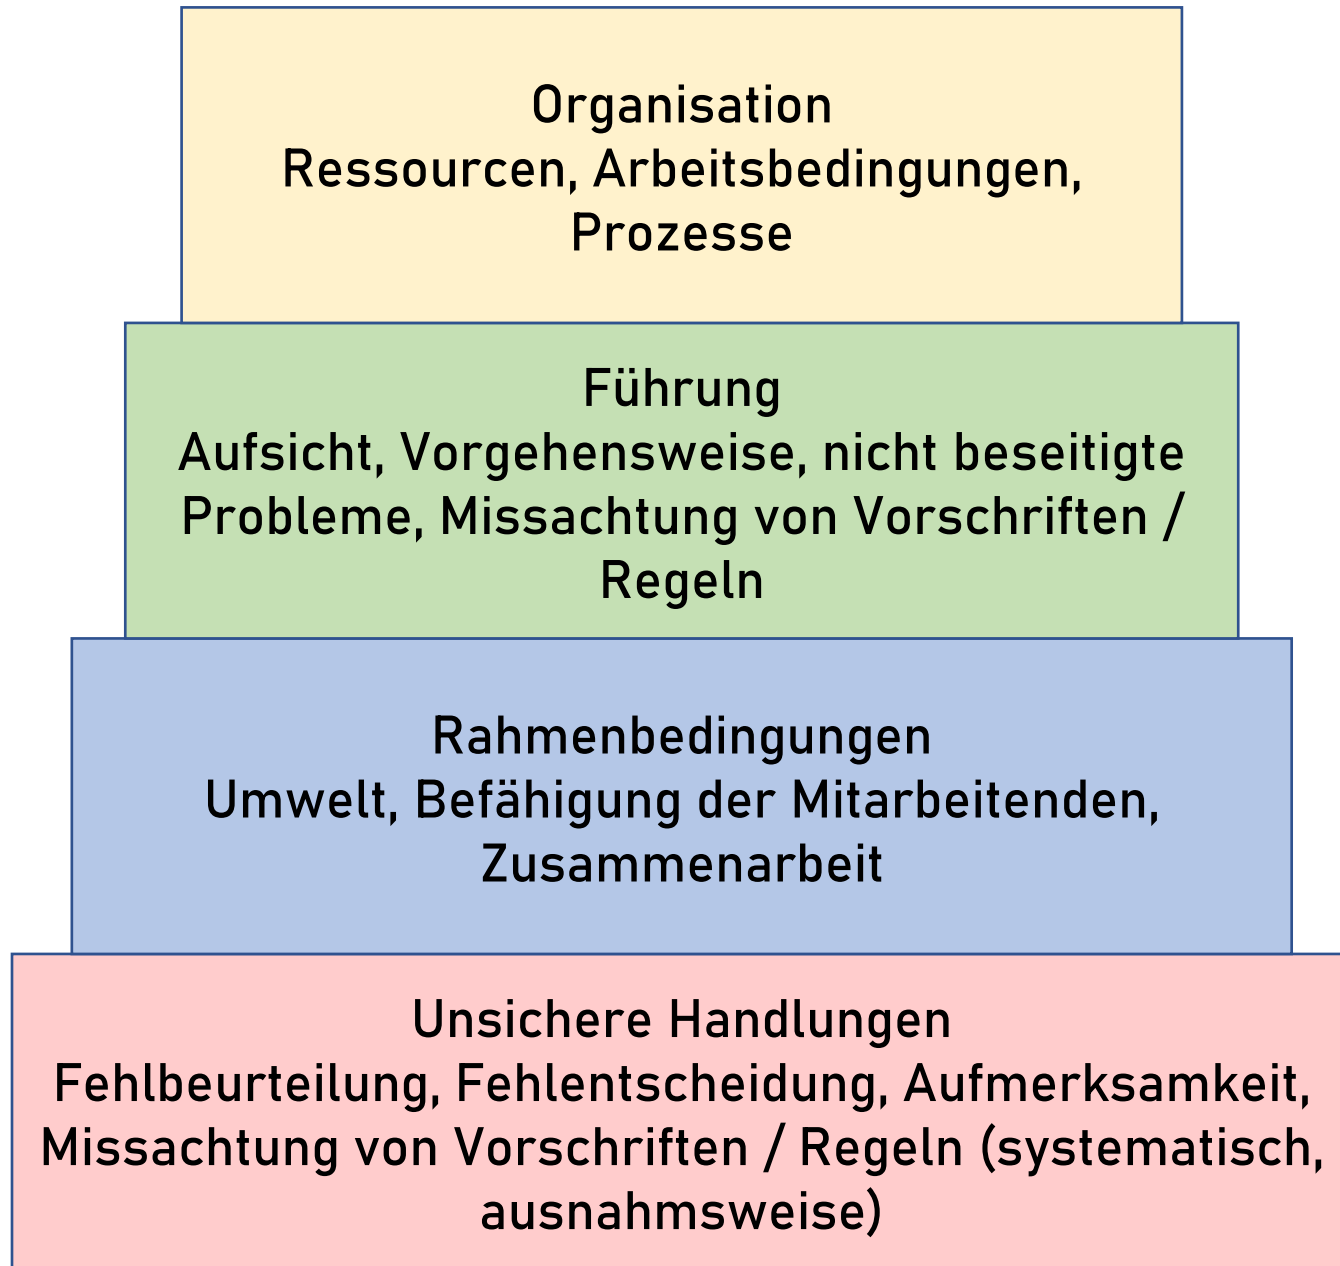 Organisation
Ressourcen, Arbeitsbedingungen,
Prozesse
Führung
Aufsicht, Vorgehensweise, nicht beseitigte
Probleme, Missachtung von Vorschriften /
Regeln
Rahmenbedingungen
Umwelt, Befähigung der Mitarbeitenden,
Zusammenarbeit
Unsichere Handlungen
Fehlbeurteilung, Fehlentscheidung, Aufmerksamkeit,
Missachtung von Vorschriften / Regeln (systematisch,
ausnahmsweise)